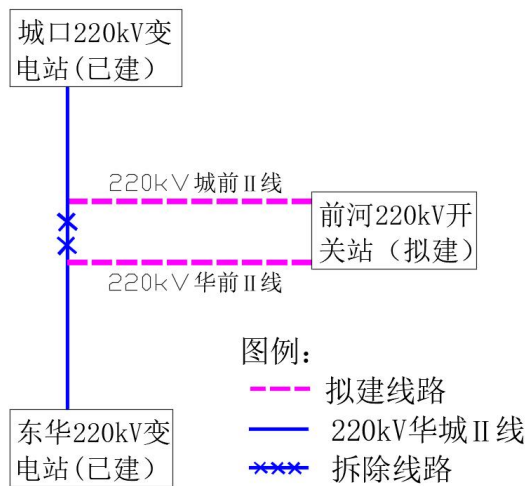 城口220kV变
电站(已建）
220kV城前Ⅱ线
前河220kV开
关站（拟建）
220kV华前Ⅱ线
图例：
拟建线路
东华220kV变
电站(已建）
220kV华城Ⅱ线
拆除线路